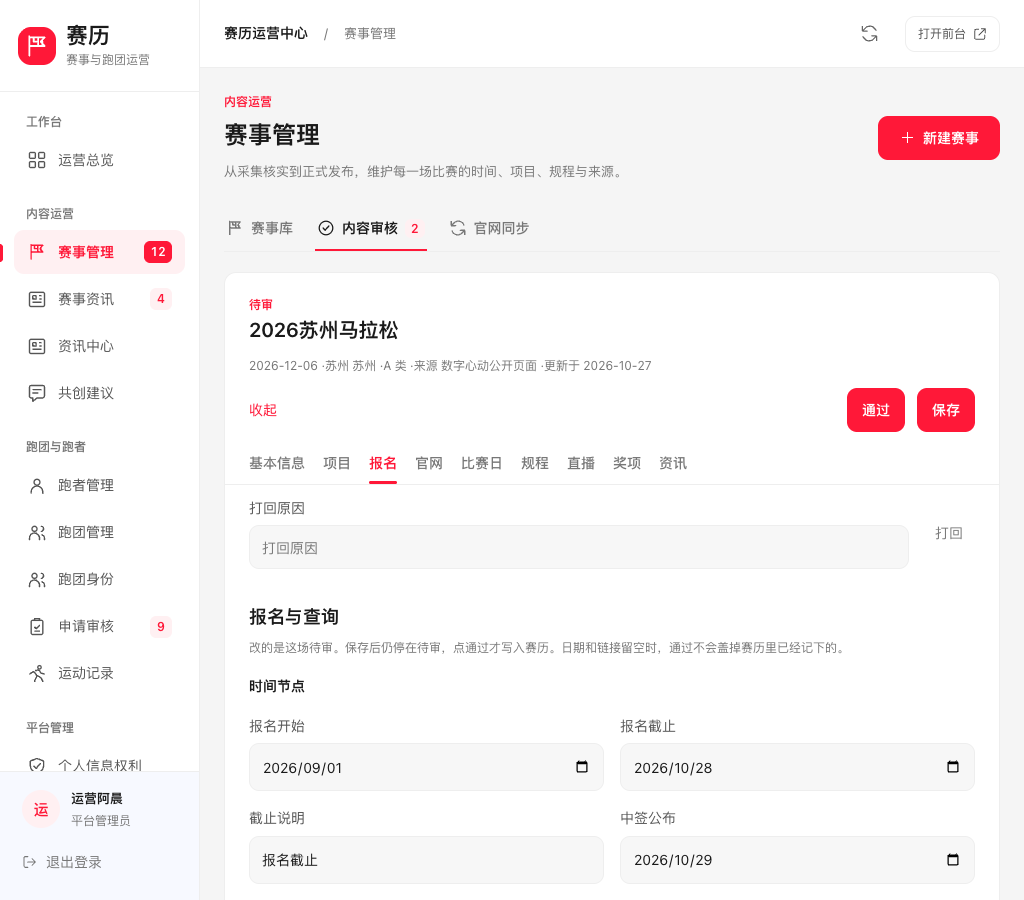 赛历
赛事与跑团运营
工作台
运营总览
内容运营
赛事管理 12
赛事资讯 4
资讯中心
共创建议
跑团与跑者
跑者管理
跑团管理
跑团身份
申请审核 9
运动记录
平台管理
个人信息权利
运
运营阿晨
平台管理员
退出登录
赛历运营中心 / 赛事管理
打开前台
内容运营
赛事管理
从采集核实到正式发布，维护每一场比赛的时间、项目、规程与来源。
新建赛事
赛事库 内容审核 2 官网同步
待审
2026苏州马拉松
2026-12-06 ·苏州 苏州 ·A 类 ·来源 数字心动公开页面 ·更新于 2026-10-27
收起 通过 保存
基本信息 项目 报名 官网 比赛日 规程 直播 奖项 资讯
打回原因
打回原因 打回
报名与查询
改的是这场待审。保存后仍停在待审，点通过才写入赛历。日期和链接留空时，通过不会盖掉赛历里已经记下的。
时间节点
报名开始 报名截止
2026/09/01 2026/10/28
截止说明 中签公布
报名截止 2026/10/29